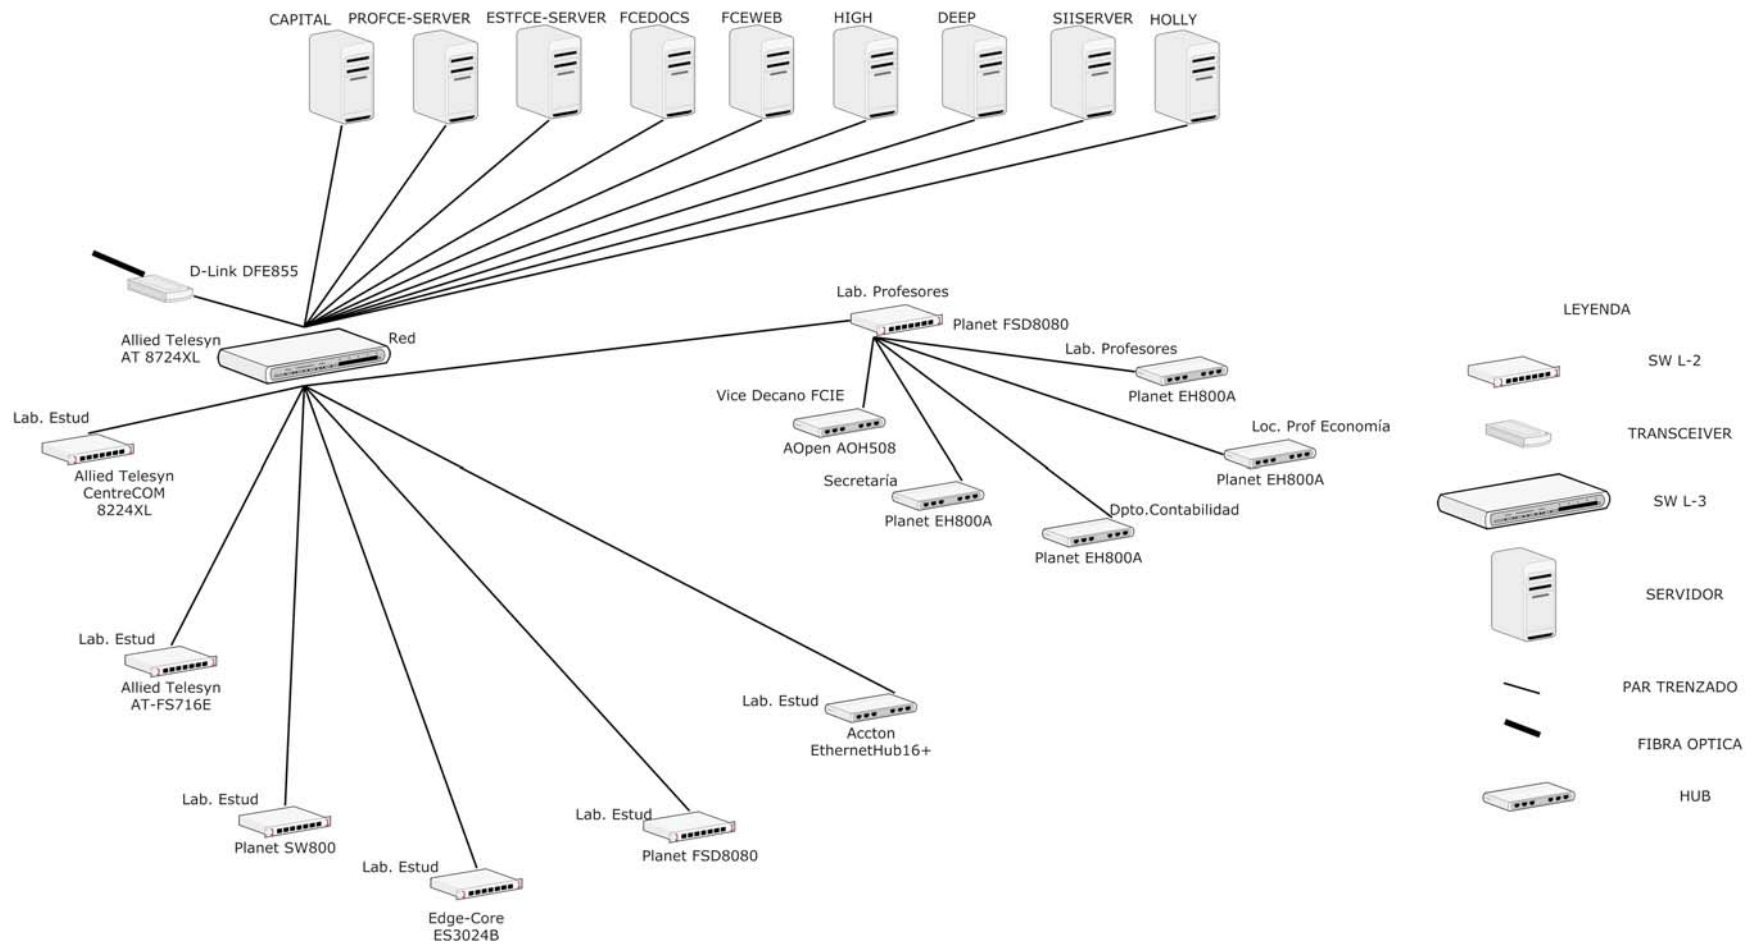 CAPITAL
PROFCE-SERVER
ESTFCE-SERVER
FCEDOCS
FCEWEB
HIGH
DEEP
SIISERVER
HOLLY
D-Link DFE855
Allied Telesyn
AT 8724XL
Red
Lab. Profesores
Planet FSD8080
Lab. Profesores
Planet EH800A
Vice Decano FCIE
AOpen AOH508
Loc. Prof Economía
Planet EH800A
Secretaría
Planet EH800A
Dpto.Contabilidad
Planet EH800A
Lab. Estud
Allied Telesyn
CentreCOM
8224XL
Lab. Estud
Allied Telesyn
AT-FS716E
Lab. Estud
Accton
EthernetHub16+
Lab. Estud
Planet SW800
Lab. Estud
Planet FSD8080
Lab. Estud
Edge-Core
ES3024B
LEYENDA
SW L-2
TRANSCEIVER
SW L-3
SERVIDOR
PAR TRENZADO
FIBRA OPTICA
HUB